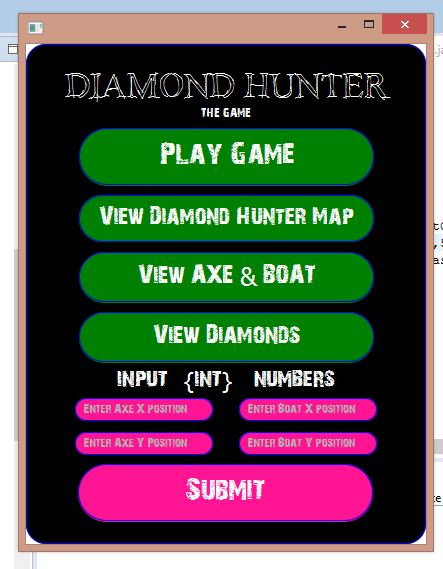 DIAMOND HUNTER
THE GAME
PLAY GAME
VIEW DIAMOND HUNTER MAP
VIEW AXE & BOAT
VIEW DIAMONDS
INPUT {INT} NUMBERS
ENTER AXE X POSITION ENTER BOAT X POSITION
ENTER AXE Y POSITION ENTER BOAT Y POSITION
SUBMIT